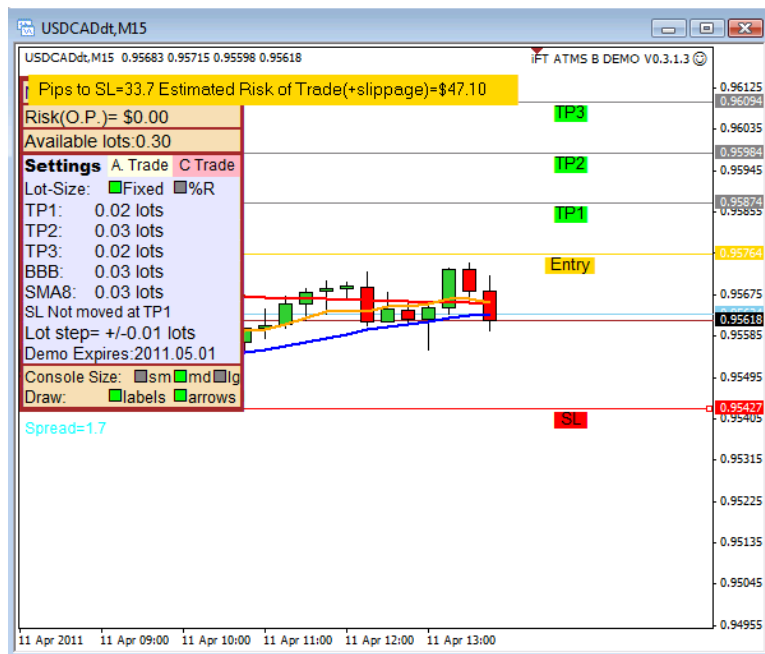 USDCADdt,M15
USDCADdt,M15 0.95683 0.95715 0.95598 0.95618
iFT ATMS B DEMO V0.3.1.3
Pips to SL=33.7 Estimated Risk of Trade(+slippage)=$47.10
Risk(O.P.)= $0.00
Available lots:0.30
Settings A. Trade C Trade
Lot-Size: Fixed %R
TP1: 0.02 lots
TP2: 0.03 lots
TP3: 0.02 lots
BBB: 0.03 lots
SMA8: 0.03 lots
SL Not moved at TP1
Lot step= +/-0.01 lots
Demo Expires:2011.05.01
Console Size: sm md lg
Draw: labels arrows
Spread=1.7
TP3
TP2
TP1
Entry
SL
0.96125
0.96094
0.96035
0.95984
0.95945
0.95874
0.95855
0.95764
0.95675
0.95618
0.95585
0.95495
0.95427
0.95405
0.95315
0.95225
0.95135
0.95045
0.94955
11 Apr 2011 11 Apr 09:00 11 Apr 10:00 11 Apr 11:00 11 Apr 12:00 11 Apr 13:00